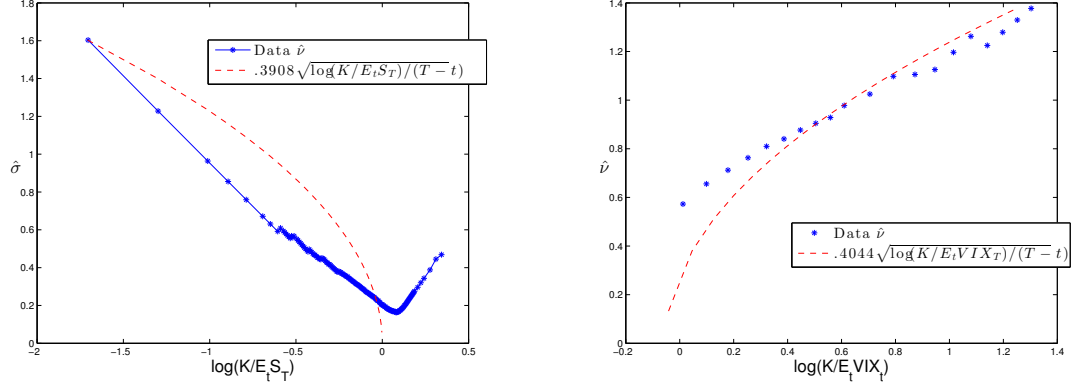 1.8
1.6
1.4
1.2
1
0.8
0.6
0.4
0.2
0
σ̂
Data ν̂
.3908√log(K/E_tS_T)/(T − t)
−2 −1.5 −1 −0.5 0 0.5
log(K/E_tS_T)
1.4
1.2
1
0.8
0.6
0.4
0.2
0
ν̂
Data ν̂
.4044√log(K/E_tVIX_T)/(T − t)
−0.2 0 0.2 0.4 0.6 0.8 1 1.2 1.4
log(K/E_tVIX_t)